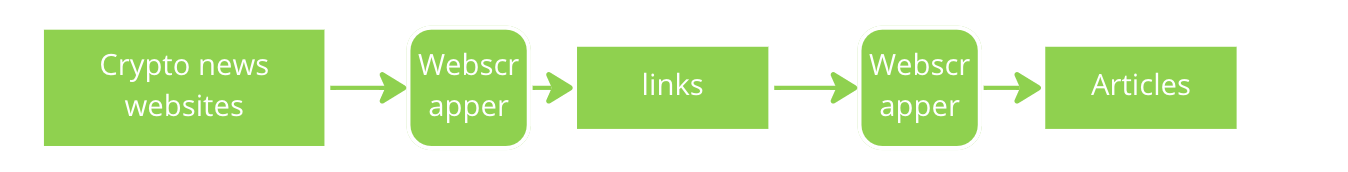 Crypto news
websites
Webscr
apper
links
Webscr
apper
Articles